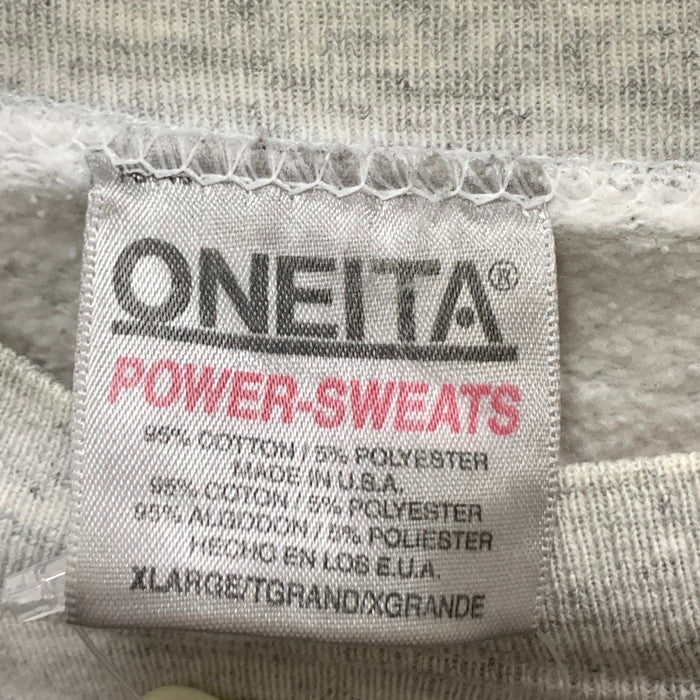 ONEITA®
POWER-SWEATS
95% COTTON / 5% POLYESTER
MADE IN U.S.A.
95% COTON / 5% POLYESTER
95% ALGODON / 5% POLIESTER
HECHO EN LOS E.U.A.
XLARGE/TGRAND/XGRANDE